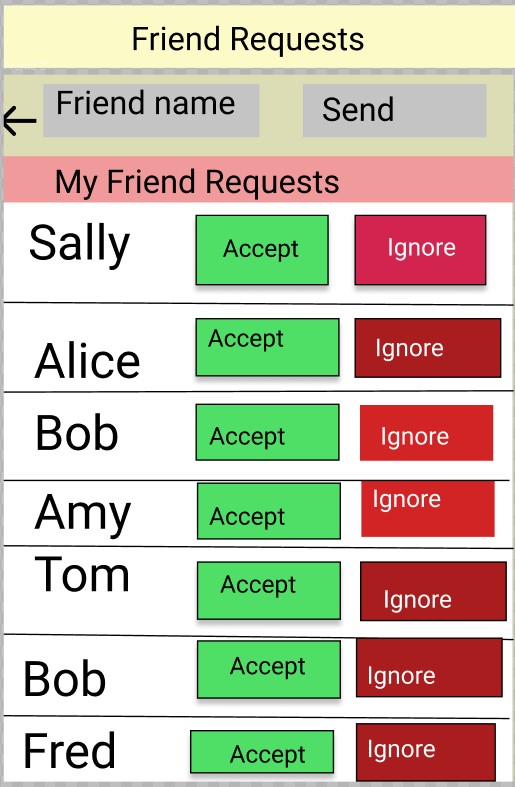 Friend Requests
Friend name Send
My Friend Requests
Sally Accept Ignore
Alice Accept Ignore
Bob Accept Ignore
Amy Accept Ignore
Tom Accept Ignore
Bob Accept Ignore
Fred Accept Ignore